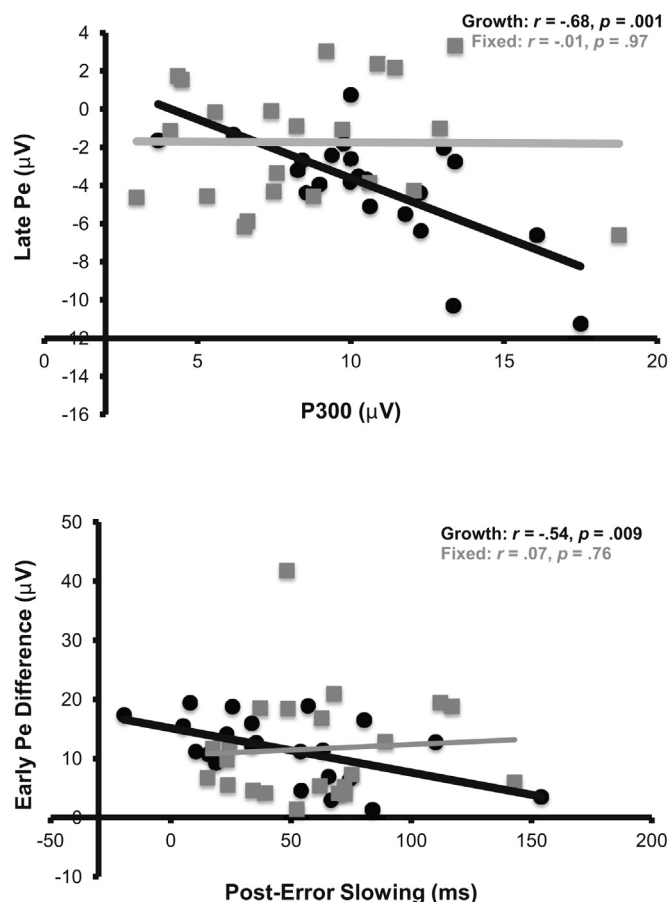 Growth: r = -.68, p = .001
Fixed: r = -.01, p = .97
4
2
0
-2
-4
-6
-8
-10
-12
-14
-16
Late Pe (μV)
0 5 10 15 20
P300 (μV)
50
40
30
20
10
0
-10
Growth: r = -.54, p = .009
Fixed: r = .07, p = .76
Early Pe Difference (μV)
-50 0 50 100 150 200
Post-Error Slowing (ms)